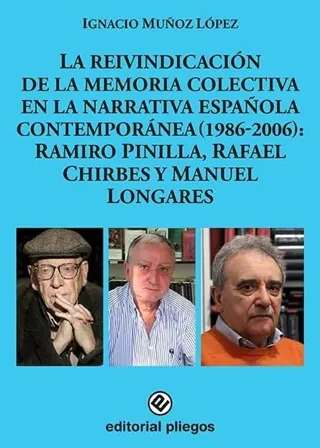 IGNACIO MUÑOZ LÓPEZ
LA REIVINDICACIÓN
DE LA MEMORIA COLECTIVA
EN LA NARRATIVA ESPAÑOLA
CONTEMPORÁNEA (1986-2006):
RAMIRO PINILLA, RAFAEL
CHIRBES Y MANUEL
LONGARES
editorial pliegos